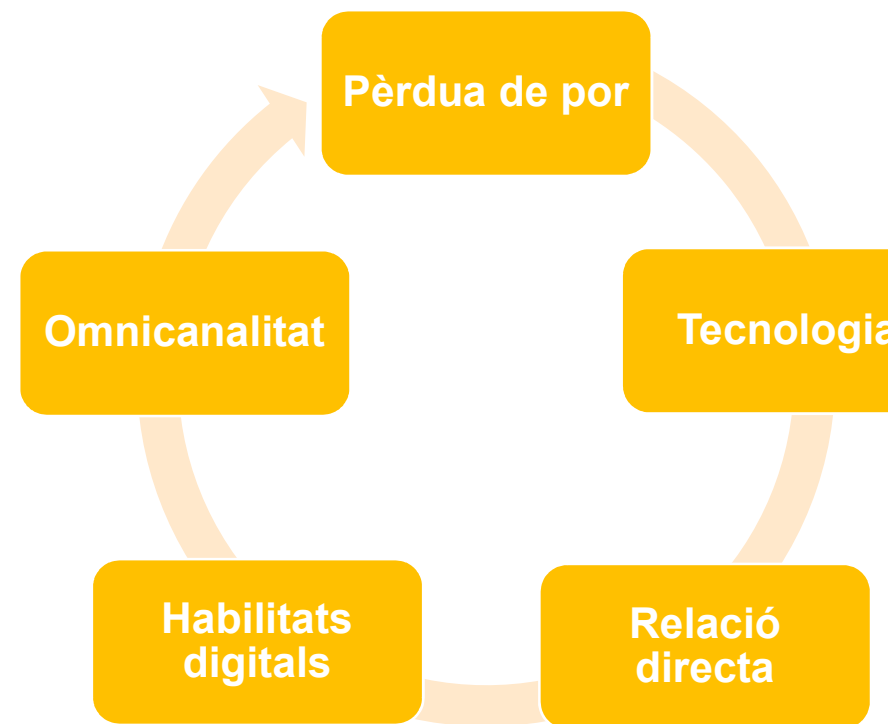 Pèrdua de por
Tecnologia
Relació
directa
Habilitats
digitals
Omnicanalitat